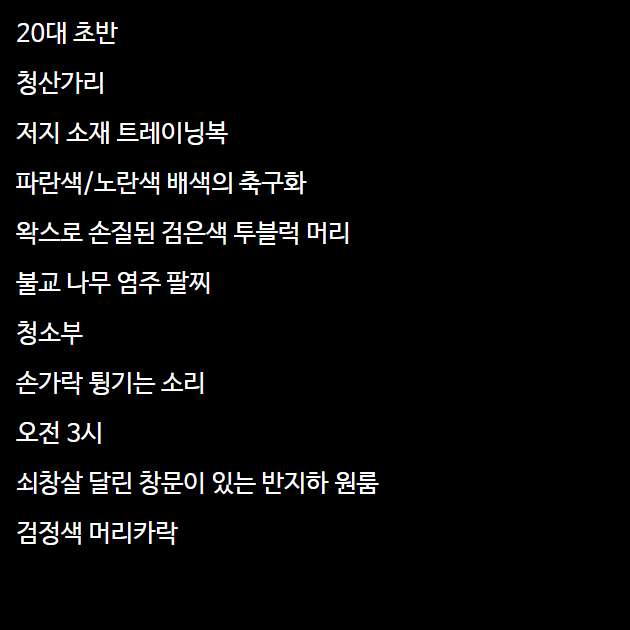 20대 초반
청산가리
저지 소재 트레이닝복
파란색/노란색 배색의 축구화
왁스로 손질된 검은색 투블럭 머리
불교 나무 염주 팔찌
청소부
손가락 튕기는 소리
오전 3시
쇠창살 달린 창문이 있는 반지하 원룸
검정색 머리카락